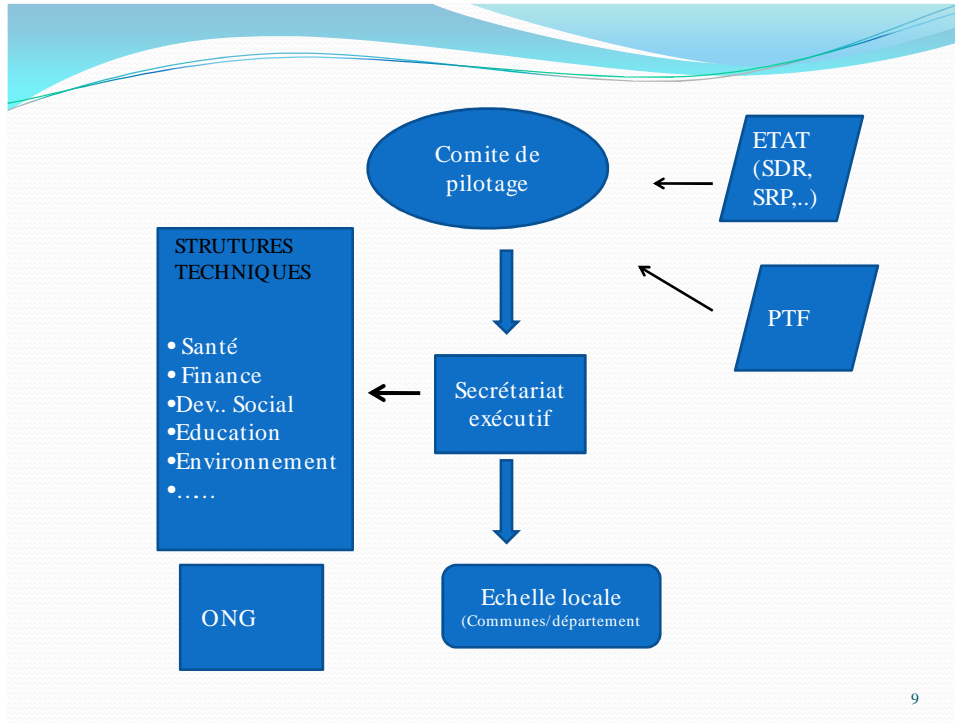 Comite de
pilotage
ETAT
(SDR,
SRP,..)
PTF
STRUTURES
TECHNIQUES
• Santé
• Finance
•Dev.. Social
•Education
•Environnement
•……
Secrétariat
exécutif
ONG
Echelle locale
(Communes/département
9